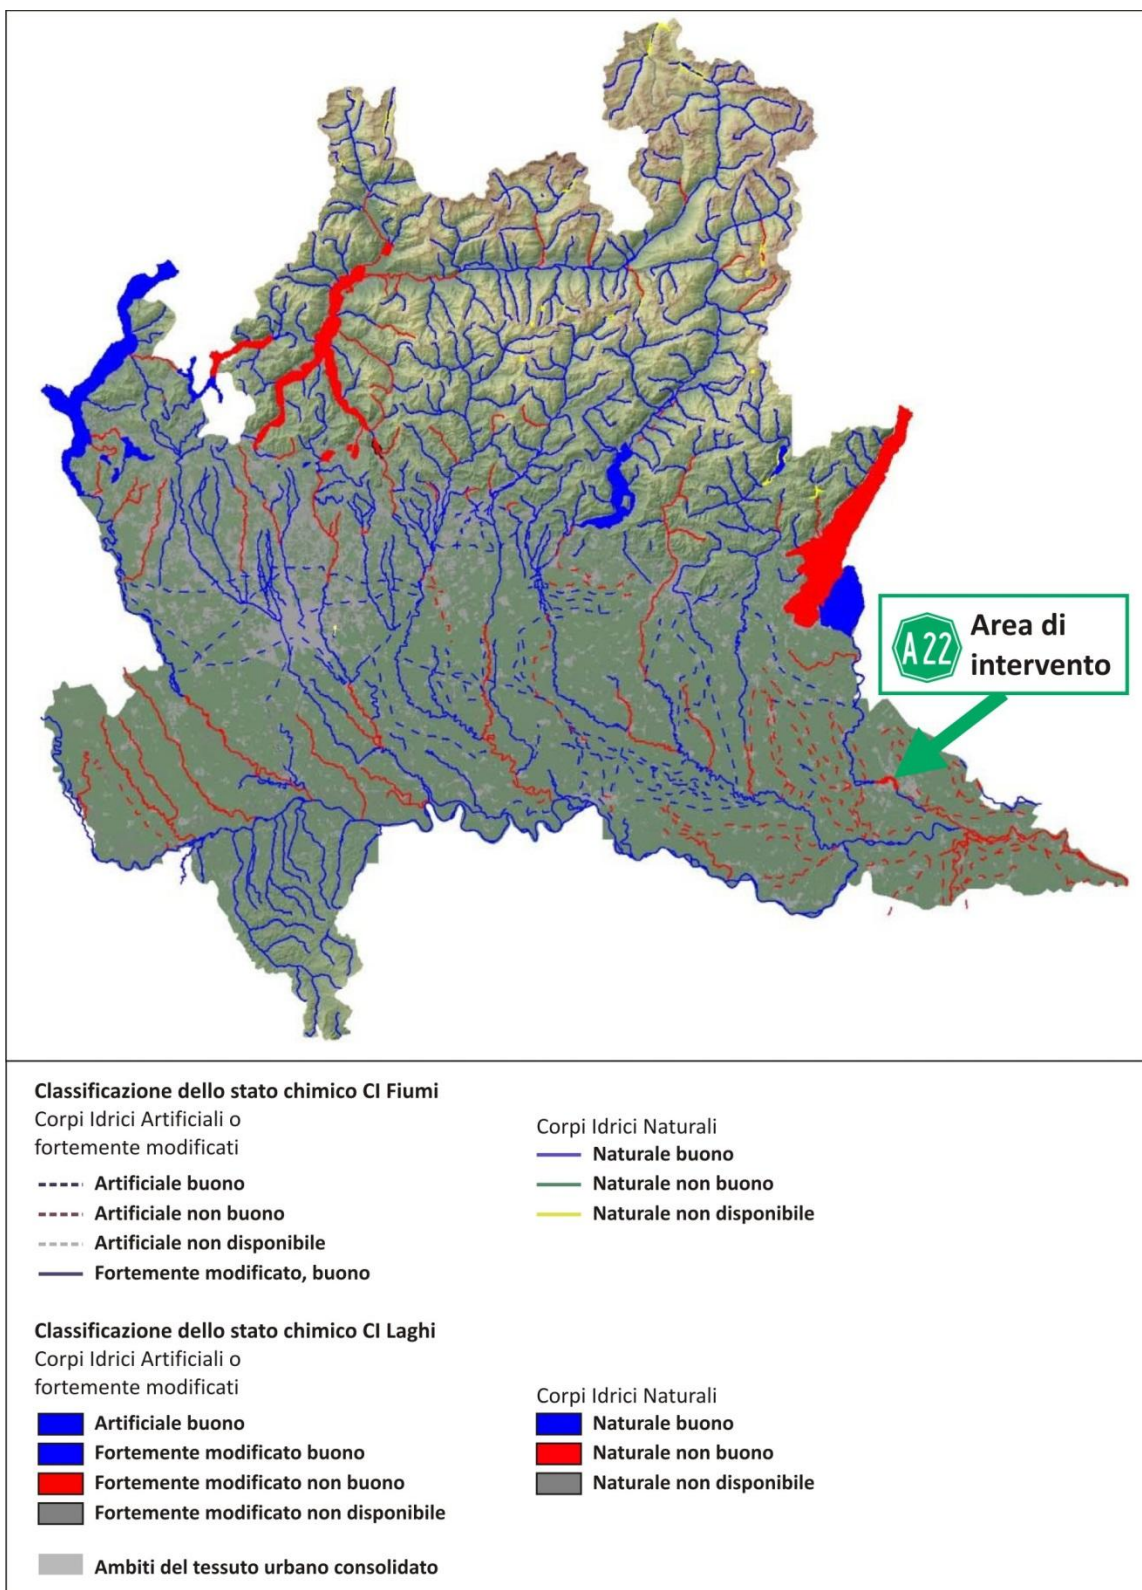 A22
Area di
intervento
Classificazione dello stato chimico CI Fiumi
Corpi Idrici Artificiali o
fortemente modificati
Artificiale buono
Artificiale non buono
Artificiale non disponibile
Fortemente modificato, buono
Corpi Idrici Naturali
Naturale buono
Naturale non buono
Naturale non disponibile
Classificazione dello stato chimico CI Laghi
Corpi Idrici Artificiali o
fortemente modificati
Artificiale buono
Fortemente modificato buono
Fortemente modificato non buono
Fortemente modificato non disponibile
Ambiti del tessuto urbano consolidato
Corpi Idrici Naturali
Naturale buono
Naturale non buono
Naturale non disponibile